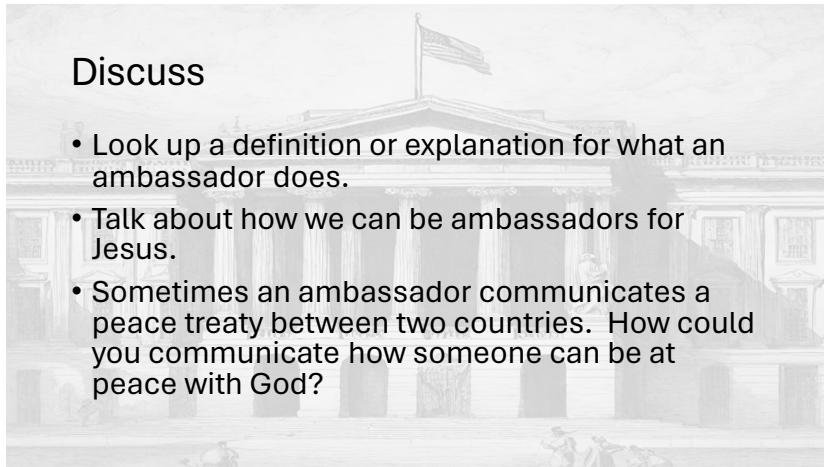 Discuss
• Look up a definition or explanation for what an
ambassador does.
• Talk about how we can be ambassadors for
Jesus.
• Sometimes an ambassador communicates a
peace treaty between two countries.  How could
you communicate how someone can be at
peace with God?